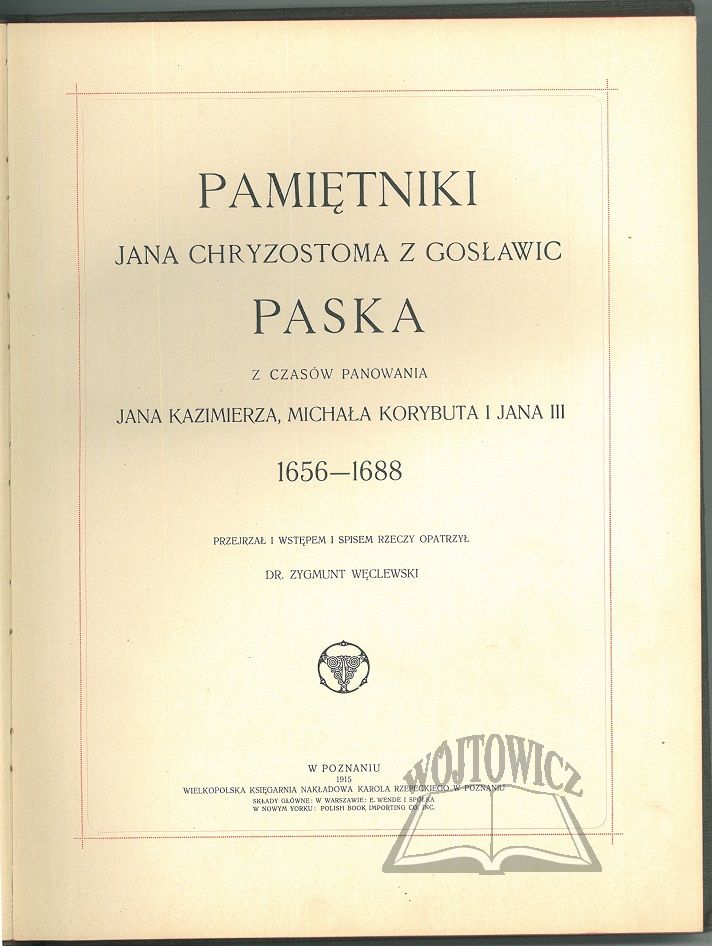 PAMIĘTNIKI
JANA CHRYZOSTOMA Z GOSŁAWIC
PASKA
Z CZASÓW PANOWANIA
JANA KAZIMIERZA, MICHAŁA KORYBUTA I JANA III
1656—1688
PRZEJRZAŁ I WSTĘPEM I SPISEM RZECZY OPATRZYŁ
DR. ZYGMUNT WĘCLEWSKI
W POZNANIU
1915
WIELKOPOLSKA KSIĘGARNIA NAKŁADOWA KAROLA RZEPECKIEGO W POZNANIU
SKŁADY GŁÓWNE: W WARSZAWIE: E. WENDE I SPÓŁKA
W NOWYM YORKU: POLISH BOOK IMPORTING CO. INC.
WÓJTOWICZ